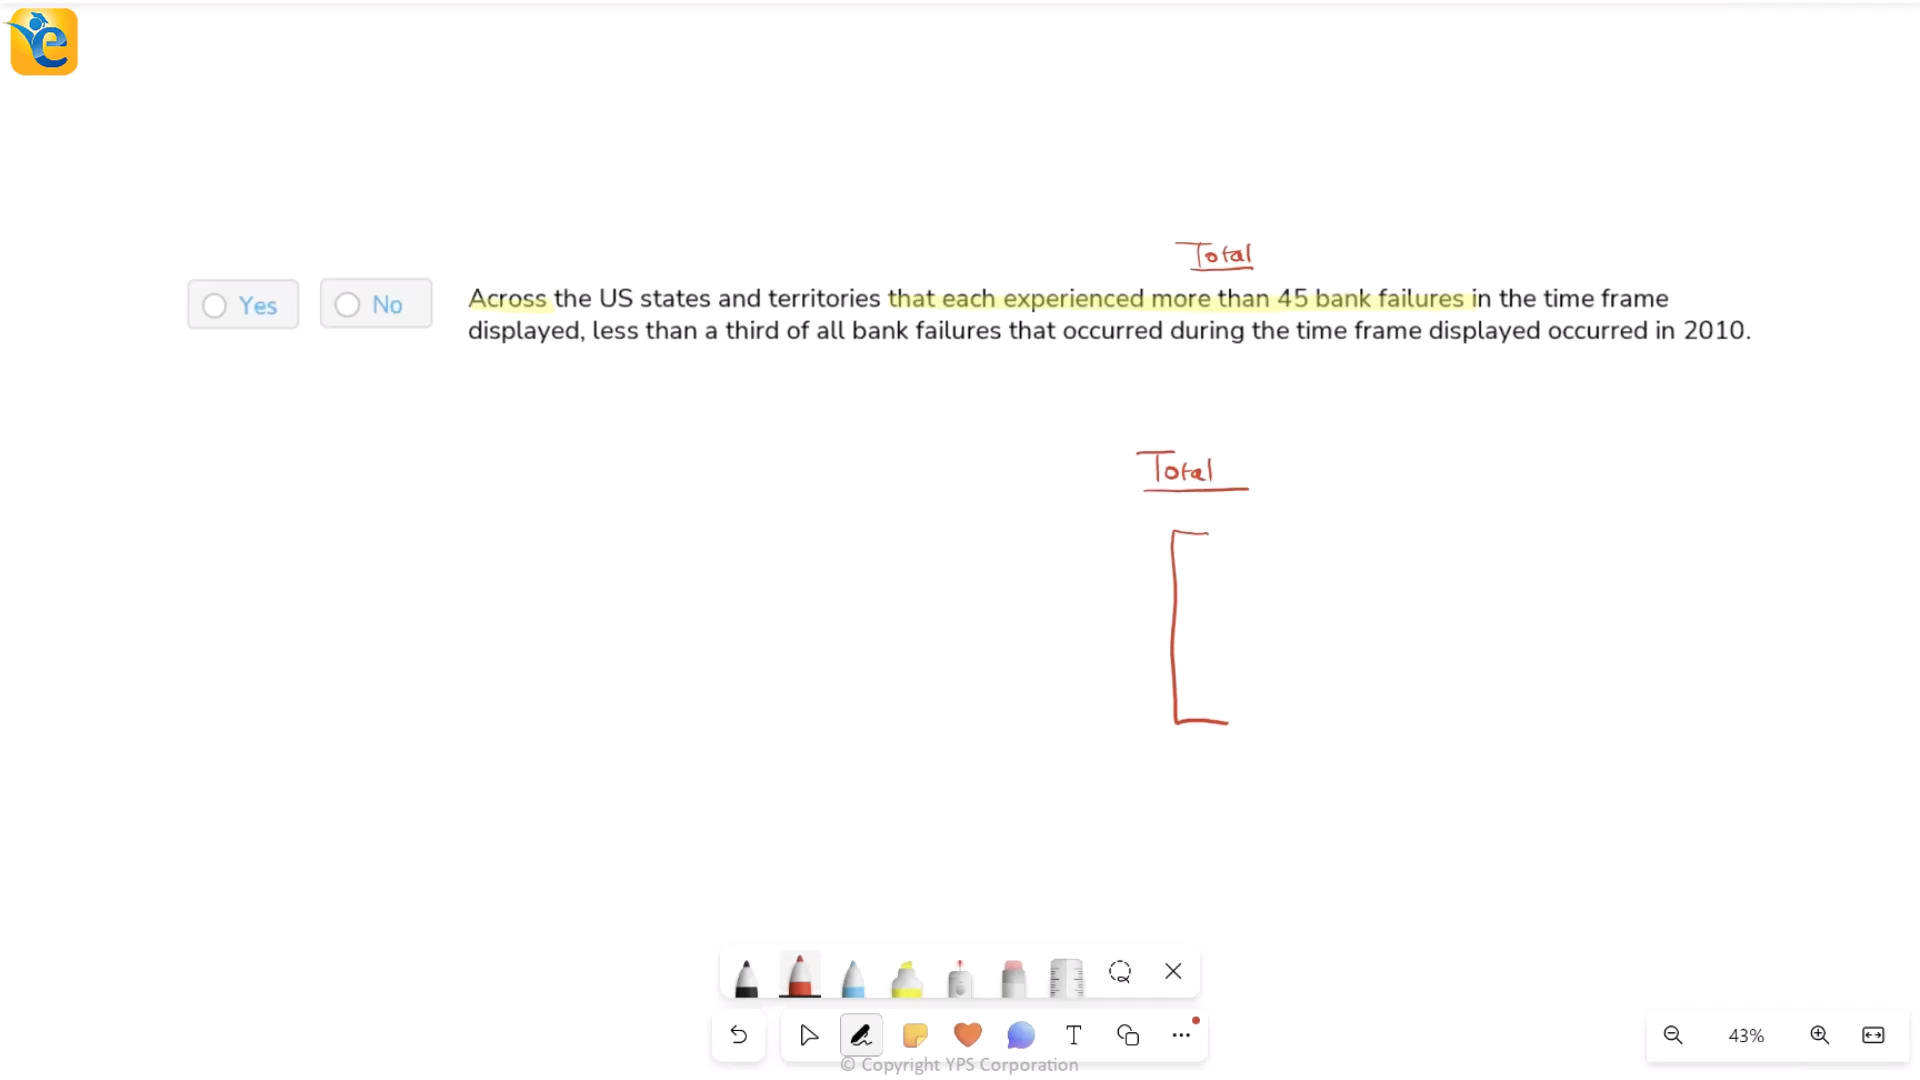 e
Total
Yes
No
Across the US states and territories that each experienced more than 45 bank failures in the time frame
displayed, less than a third of all bank failures that occurred during the time frame displayed occurred in 2010.
Total
T
43%
© Copyright YPS Corporation